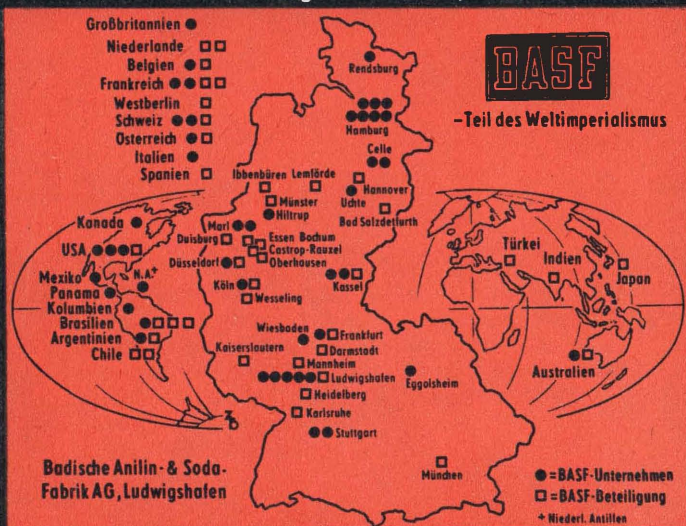 Großbritannien
Niederlande
Belgien
Frankreich
Westberlin
Schweiz
Österreich
Italien
Spanien
BASF
–Teil des Weltimperialismus
Rendsburg
Hamburg
Celle
Ibbenbüren
Lemförde
Hannover
Uchte
Münster
Hiltrup
Bad Salzdetfurth
Marl
Duisburg
Essen Bochum
Castrop-Rauxel
Oberhausen
Düsseldorf
Kassel
Köln
Wesseling
Wiesbaden
Frankfurt
Kaiserslautern
Darmstadt
Mannheim
Ludwigshafen
Eggolsheim
Heidelberg
Karlsruhe
Stuttgart
München
Kanada
USA
Mexiko
N.A.+
Panama
Kolumbien
Brasilien
Argentinien
Chile
Türkei
Indien
Japan
Australien
Badische Anilin- & Soda-
Fabrik AG, Ludwigshafen
=BASF-Unternehmen
=BASF-Beteiligung
+ Niederl. Antillen